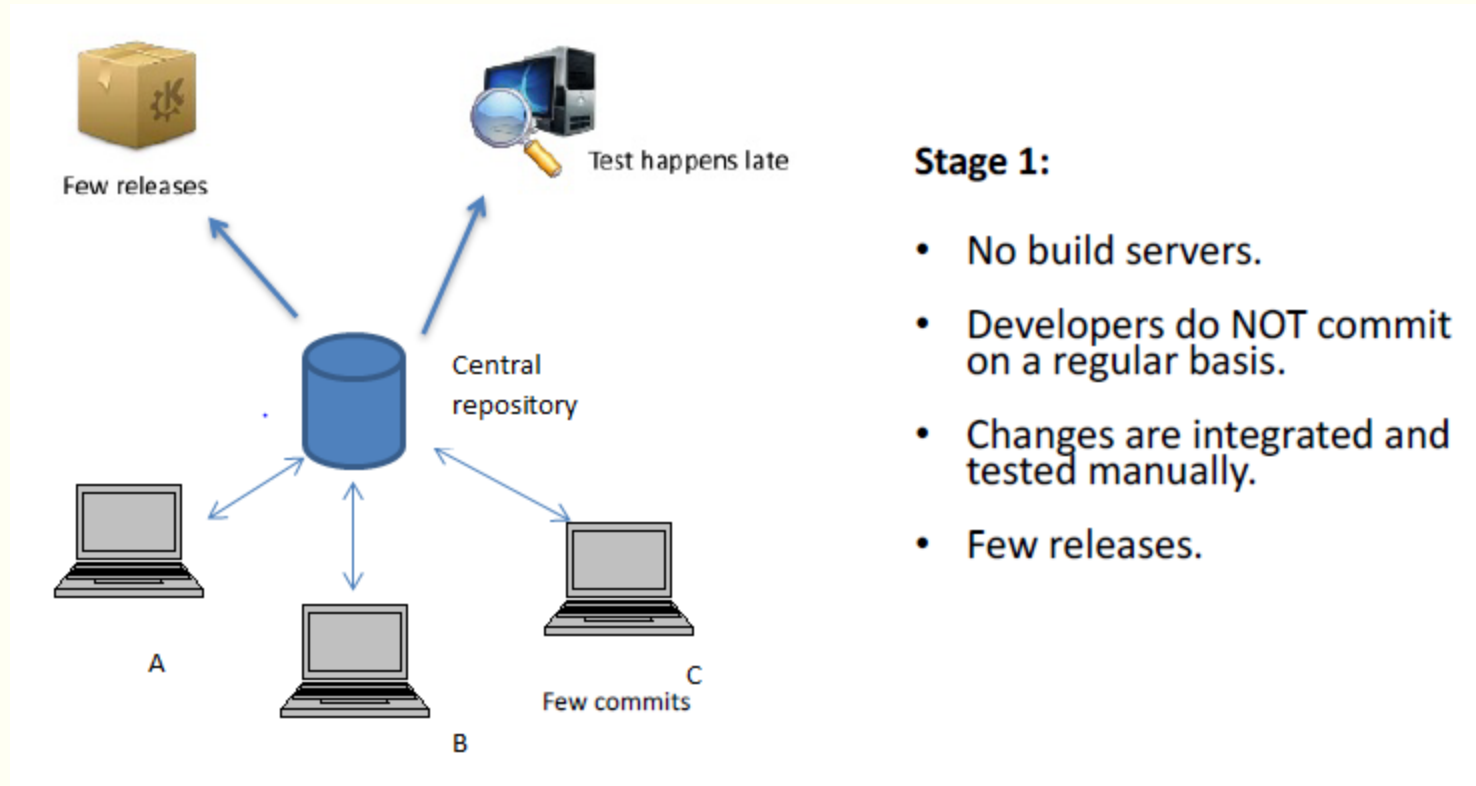 Few releases
Test happens late
Central
repository
A
B
C
Few commits
Stage 1:
• No build servers.
• Developers do NOT commit
on a regular basis.
• Changes are integrated and
tested manually.
• Few releases.